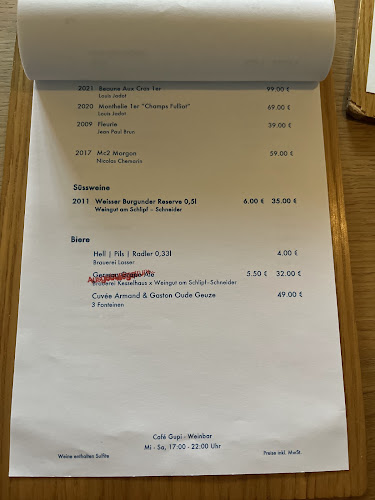 2021 Beaune Aux Cras 1er 99.00 €
Louis Jadot
2020 Monthelie 1er "Champs Fulliot" 69.00 €
Louis Jadot
2009 Fleurie 39.00 €
Jean Paul Brun
2017 Mc2 Morgon 59.00 €
Nicolas Chemarin
Süssweine
2011 Weisser Burgunder Reserve 0,5l 6.00 € 35.00 €
Weingut am Schlipf – Schneider
Biere
Hell | Pils | Radler 0,33l 4.00 €
Brauerei Lasser
5.50 € 32.00 €
Brauerei Kesselhaus x Weingut am Schlipf-Schneider
Cuvée Armand & Gaston Oude Geuze 49.00 €
3 Fonteinen
Café Gupi - Weinbar
Mi - Sa, 17:00 - 22:00 Uhr
Weine enthalten Sulfite Preise inkl. MwSt.